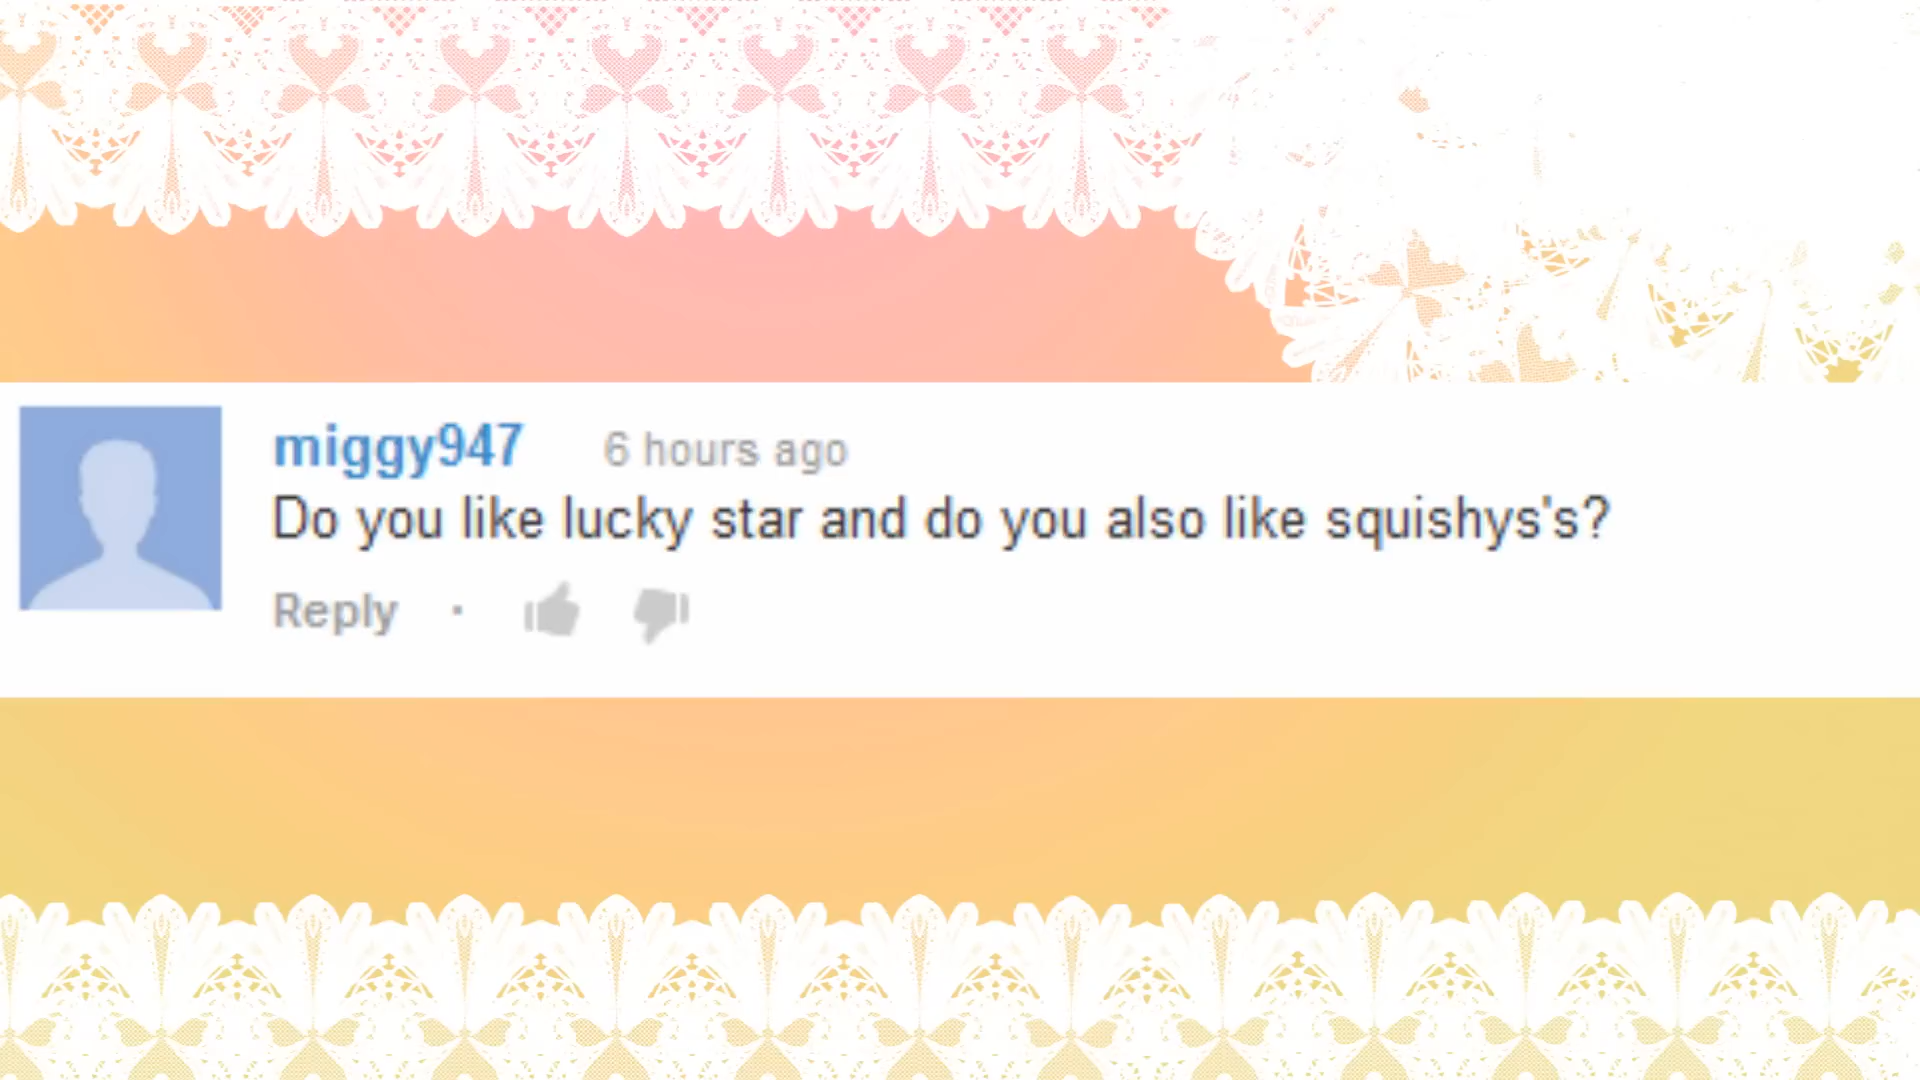 miggy947 6 hours ago
Do you like lucky star and do you also like squishys's?
Reply ·